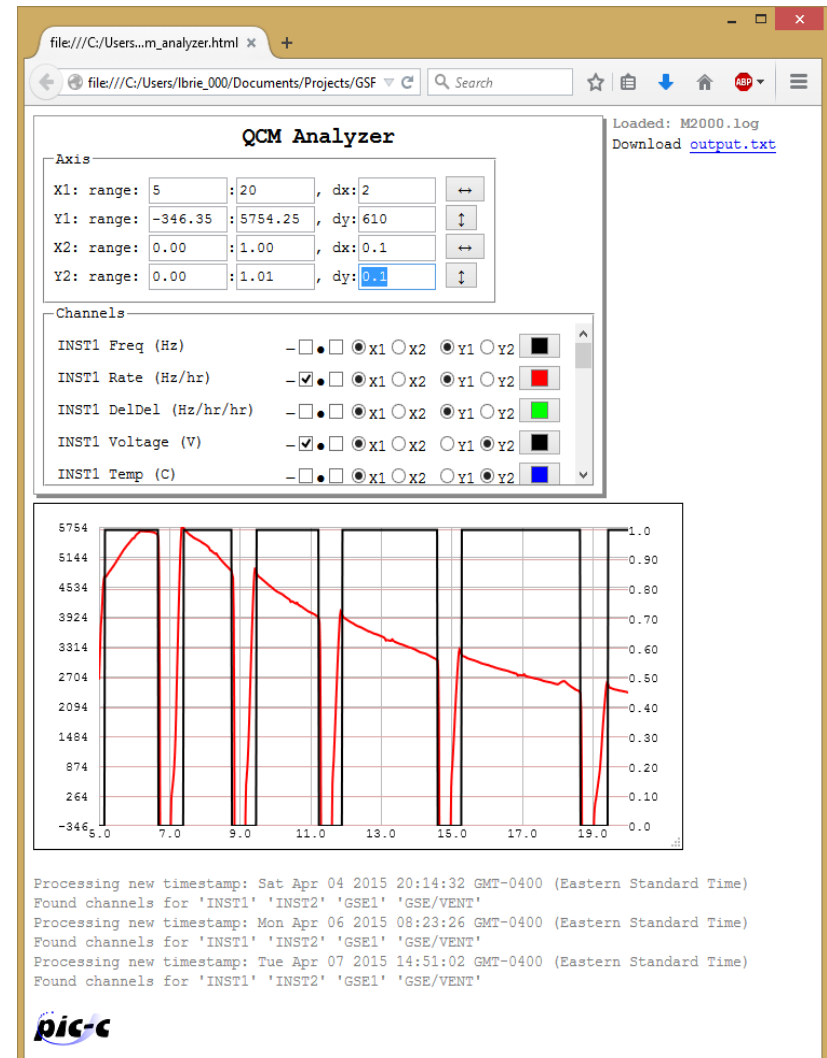 file:///C:/Users...m_analyzer.html × +
file:///C:/Users/lbrie_000/Documents/Projects/GSF Search ABP
Loaded: M2000.log
Download output.txt
QCM Analyzer
Axis
X1: range: 5 : 20 , dx: 2 ↔
Y1: range: -346.35 : 5754.25 , dy: 610 ↕
X2: range: 0.00 : 1.00 , dx: 0.1 ↔
Y2: range: 0.00 : 1.01 , dy: 0.1 ↕
Channels
INST1 Freq (Hz) – • X1 X2 Y1 Y2
INST1 Rate (Hz/hr) – • X1 X2 Y1 Y2
INST1 DelDel (Hz/hr/hr) – • X1 X2 Y1 Y2
INST1 Voltage (V) – • X1 X2 Y1 Y2
INST1 Temp (C) – • X1 X2 Y1 Y2
5754 1.0
5144 0.90
4534 0.80
3924 0.70
3314 0.60
2704 0.50
2094 0.40
1484 0.30
874 0.20
264 0.10
-346 0.0
5.0 7.0 9.0 11.0 13.0 15.0 17.0 19.0
Processing new timestamp: Sat Apr 04 2015 20:14:32 GMT-0400 (Eastern Standard Time)
Found channels for 'INST1' 'INST2' 'GSE1' 'GSE/VENT'
Processing new timestamp: Mon Apr 06 2015 08:23:26 GMT-0400 (Eastern Standard Time)
Found channels for 'INST1' 'INST2' 'GSE1' 'GSE/VENT'
Processing new timestamp: Tue Apr 07 2015 14:51:02 GMT-0400 (Eastern Standard Time)
Found channels for 'INST1' 'INST2' 'GSE1' 'GSE/VENT'
pic-c